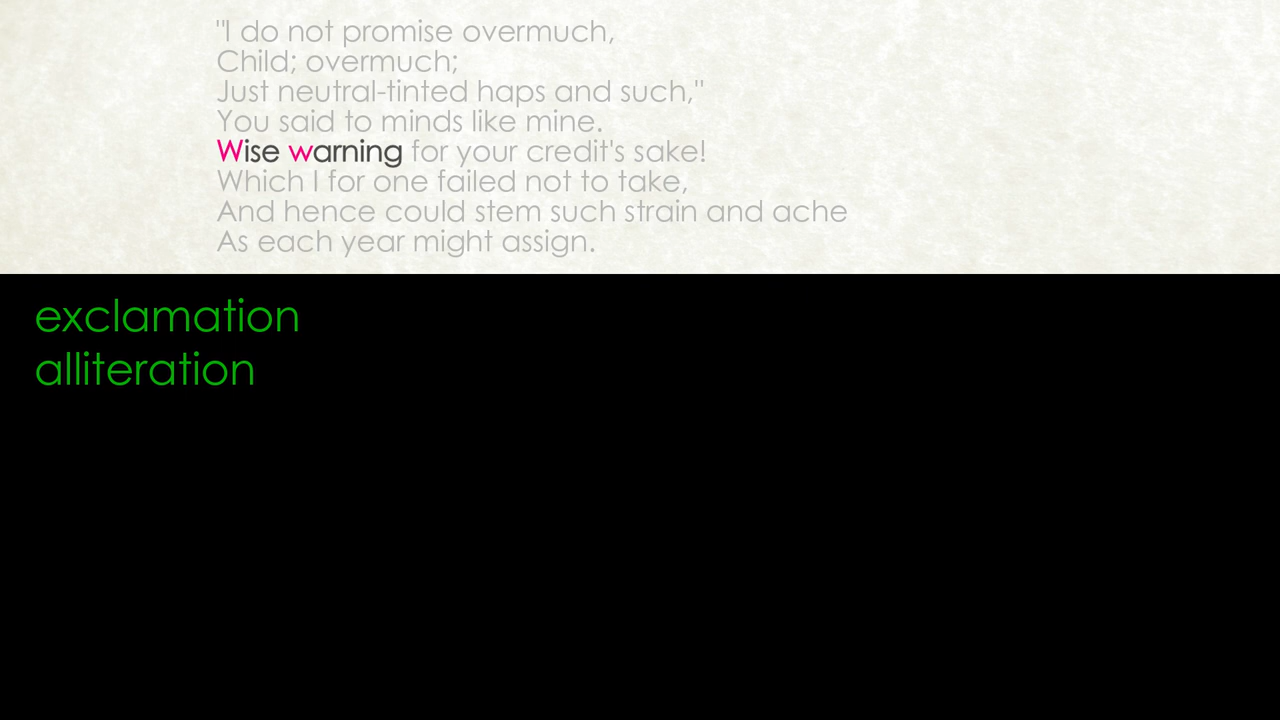 "I do not promise overmuch,
Child; overmuch;
Just neutral-tinted haps and such,"
You said to minds like mine.
Wise warning for your credit's sake!
Which I for one failed not to take,
And hence could stem such strain and ache
As each year might assign.
exclamation
alliteration